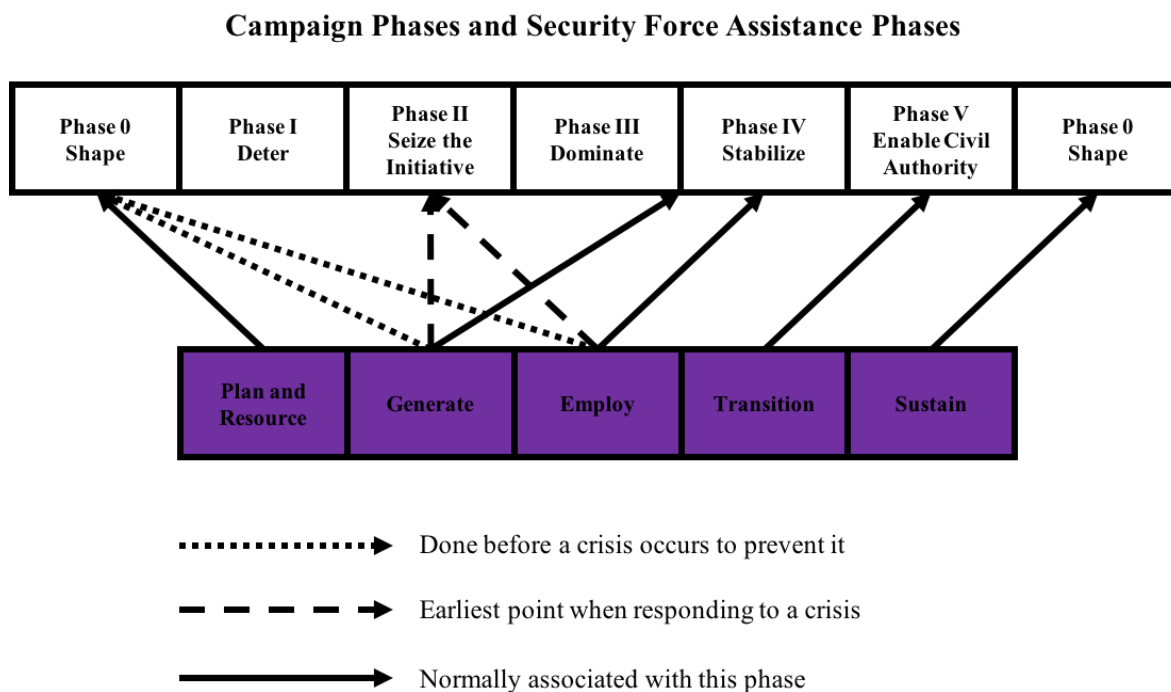 Campaign Phases and Security Force Assistance Phases
Phase 0
Shape
Phase I
Deter
Phase II
Seize the
Initiative
Phase III
Dominate
Phase IV
Stabilize
Phase V
Enable Civil
Authority
Phase 0
Shape
Plan and
Resource
Generate
Employ
Transition
Sustain
Done before a crisis occurs to prevent it
Earliest point when responding to a crisis
Normally associated with this phase